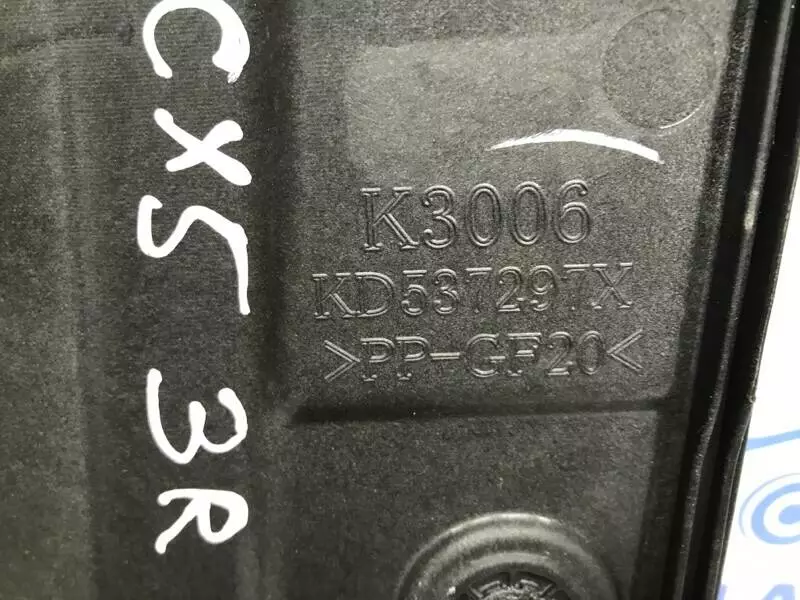 CX5 3R
K3006
KD537297X
>PP-GF20<